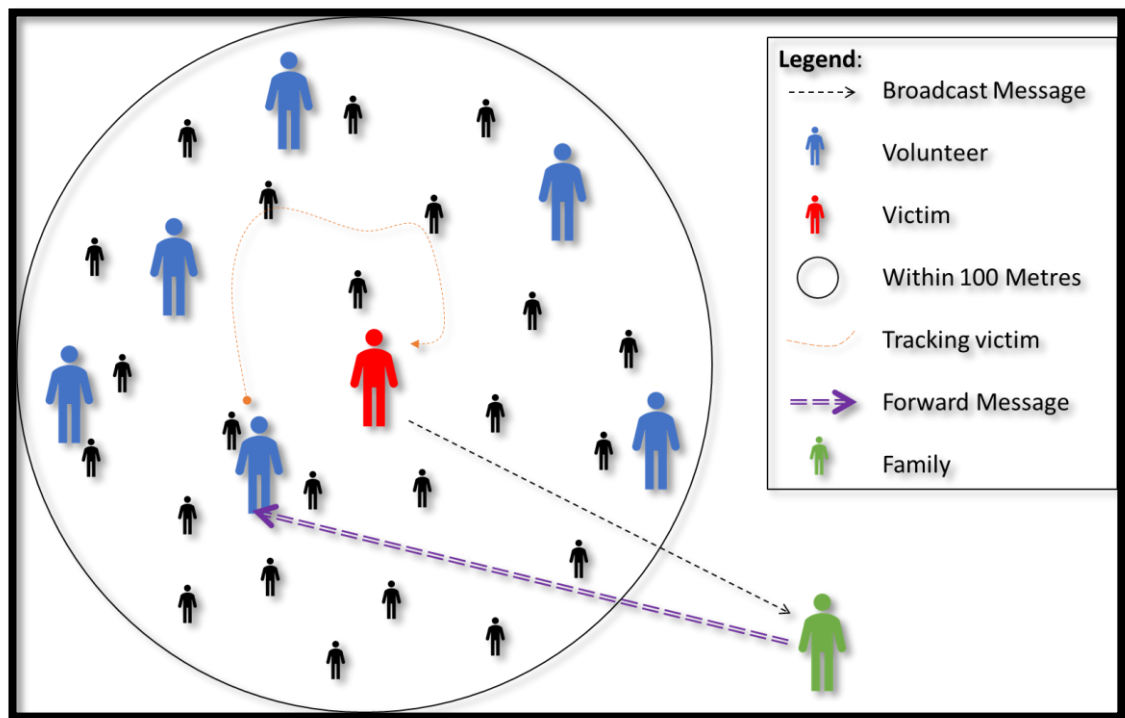 Legend:
Broadcast Message
Volunteer
Victim
Within 100 Metres
Tracking victim
Forward Message
Family